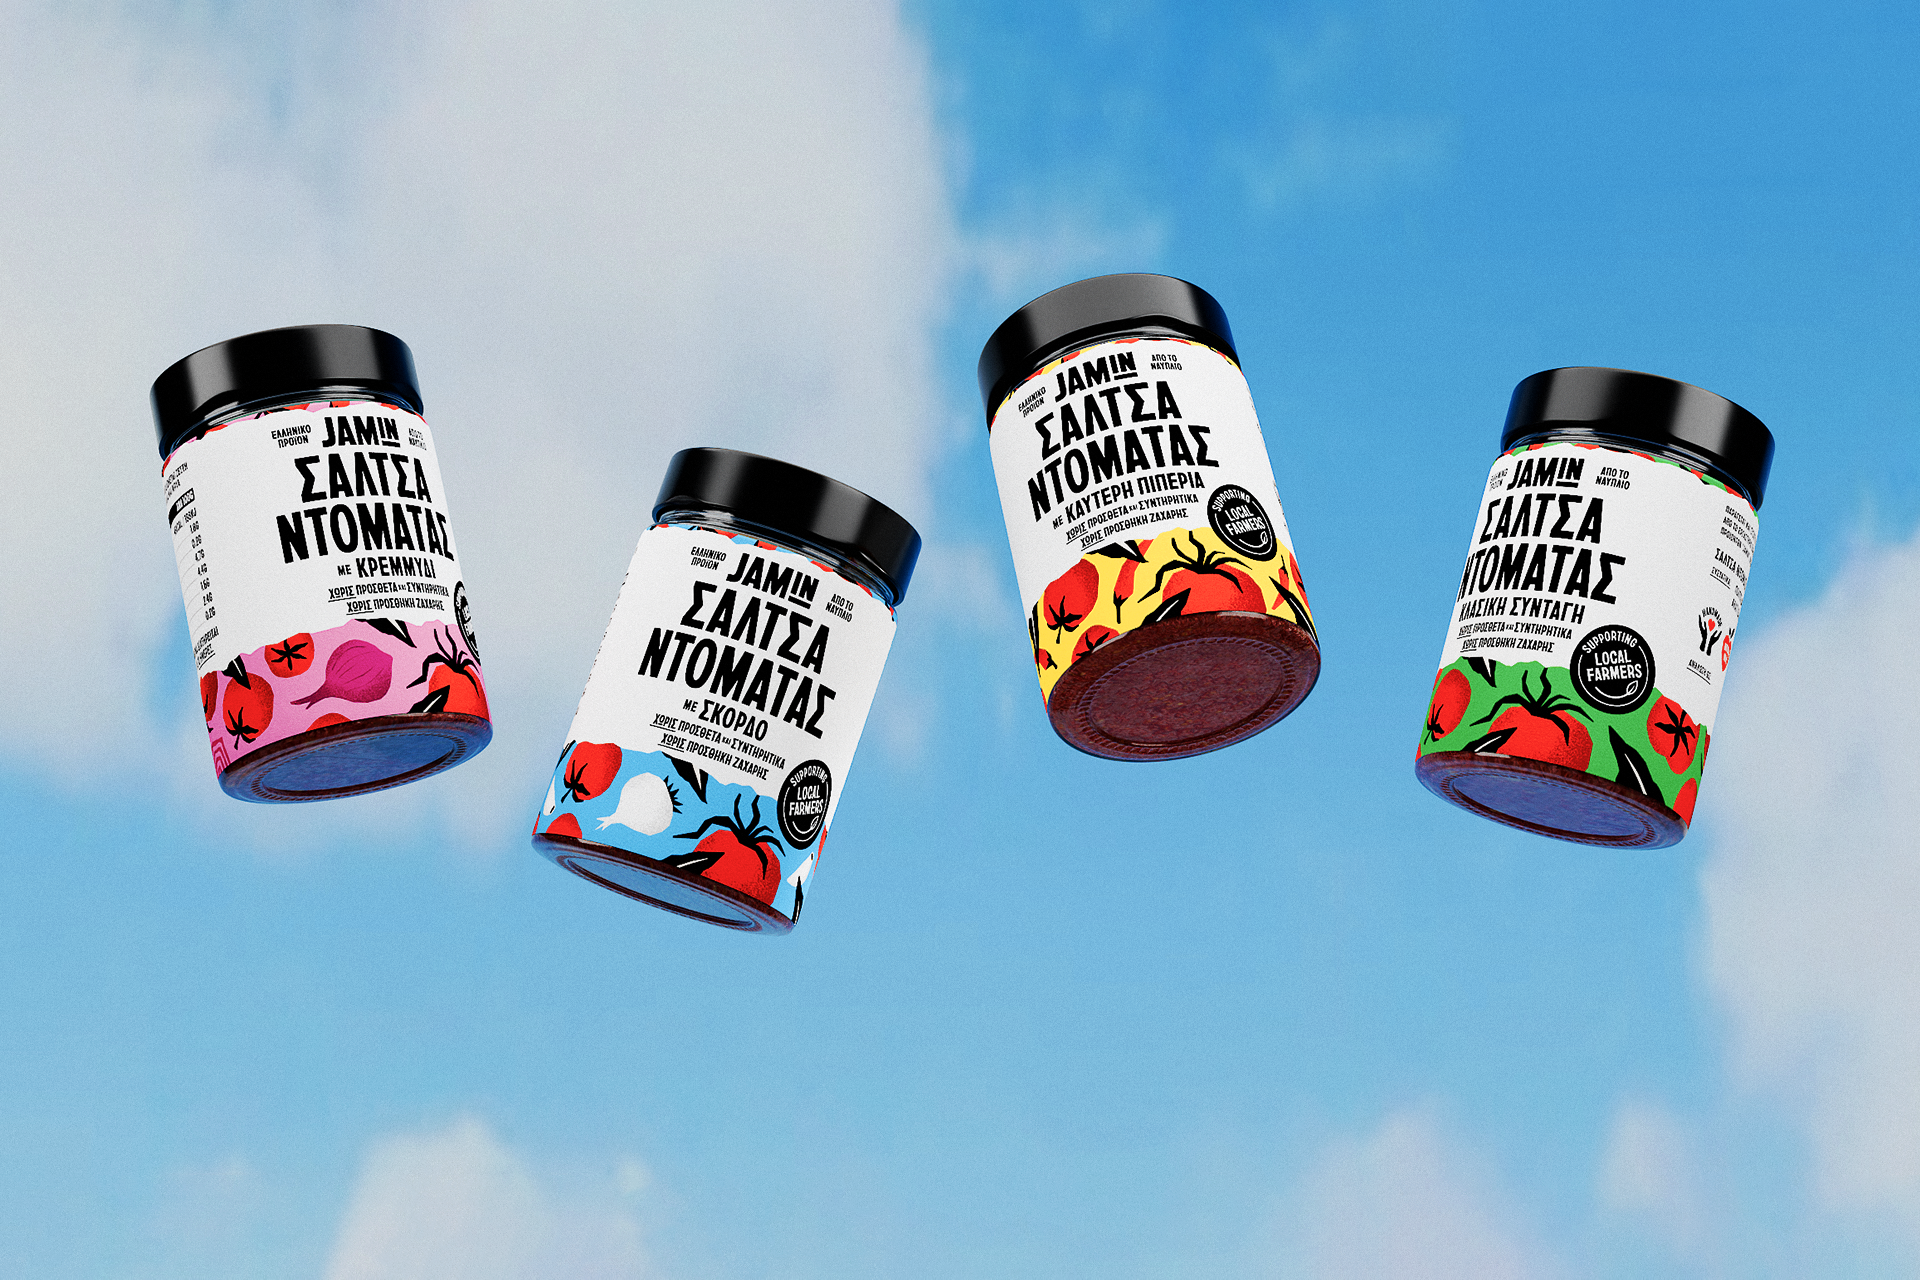 ΕΛΛΗΝΙΚΟ
ΠΡΟΪΟΝ
JAMIN
ΑΠΟ ΤΟ
ΝΑΥΠΛΙΟ
ΣΑΛΤΣΑ
ΝΤΟΜΑΤΑΣ
ΜΕ ΚΡΕΜΜΥΔΙ
ΧΩΡΙΣ ΠΡΟΣΘΕΤΑ και ΣΥΝΤΗΡΗΤΙΚΑ
ΧΩΡΙΣ ΠΡΟΣΘΗΚΗ ΖΑΧΑΡΗΣ
ΕΛΛΗΝΙΚΟ
ΠΡΟΪΟΝ
JAMIN
ΑΠΟ ΤΟ
ΝΑΥΠΛΙΟ
ΣΑΛΤΣΑ
ΝΤΟΜΑΤΑΣ
ΜΕ ΣΚΟΡΔΟ
ΧΩΡΙΣ ΠΡΟΣΘΕΤΑ και ΣΥΝΤΗΡΗΤΙΚΑ
ΧΩΡΙΣ ΠΡΟΣΘΗΚΗ ΖΑΧΑΡΗΣ
SUPPORTING
LOCAL
FARMERS
ΕΛΛΗΝΙΚΟ
ΠΡΟΪΟΝ
JAMIN
ΑΠΟ ΤΟ
ΝΑΥΠΛΙΟ
ΣΑΛΤΣΑ
ΝΤΟΜΑΤΑΣ
ΜΕ ΚΑΥΤΕΡΗ ΠΙΠΕΡΙΑ
ΧΩΡΙΣ ΠΡΟΣΘΕΤΑ και ΣΥΝΤΗΡΗΤΙΚΑ
ΧΩΡΙΣ ΠΡΟΣΘΗΚΗ ΖΑΧΑΡΗΣ
SUPPORTING
LOCAL
FARMERS
JAMIN
ΑΠΟ ΤΟ
ΝΑΥΠΛΙΟ
ΣΑΛΤΣΑ
ΝΤΟΜΑΤΑΣ
ΚΛΑΣΙΚΗ ΣΥΝΤΑΓΗ
ΧΩΡΙΣ ΠΡΟΣΘΕΤΑ και ΣΥΝΤΗΡΗΤΙΚΑ
ΧΩΡΙΣ ΠΡΟΣΘΗΚΗ ΖΑΧΑΡΗΣ
SUPPORTING
LOCAL
FARMERS